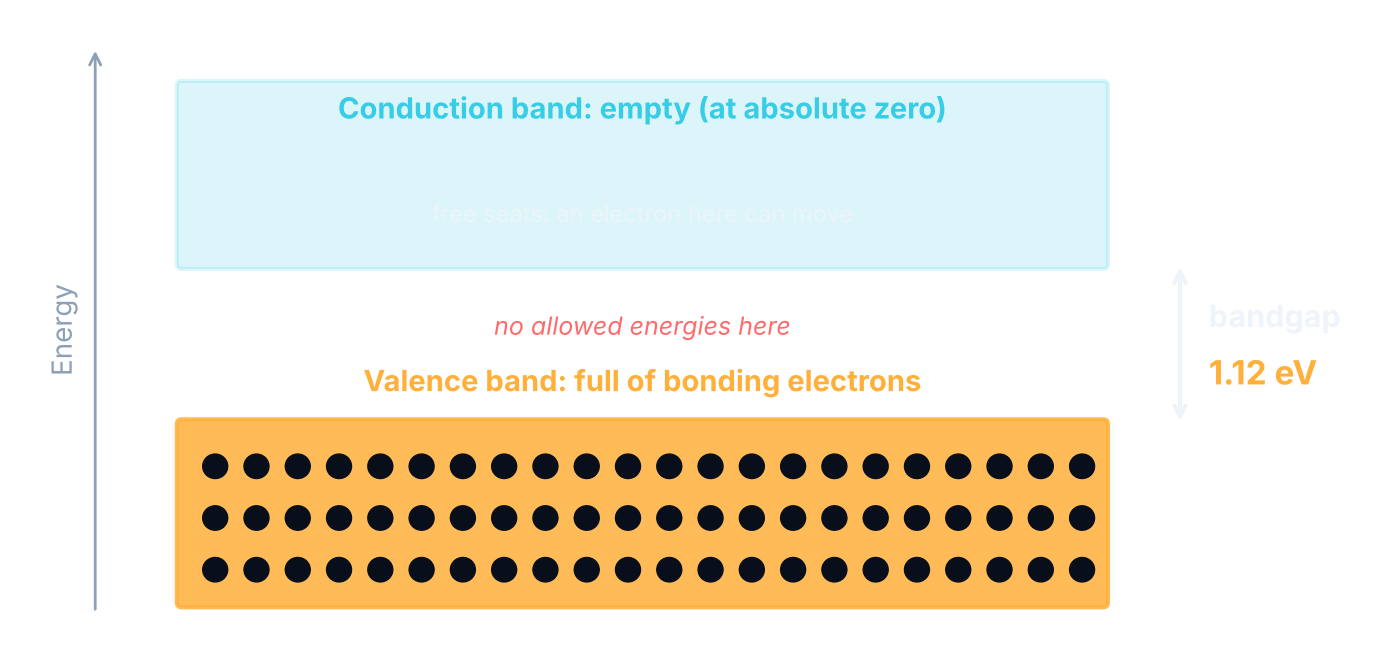 Conduction band: empty (at absolute zero)
free seats: an electron here can move
Energy
no allowed energies here
bandgap
1.12 eV
Valence band: full of bonding electrons